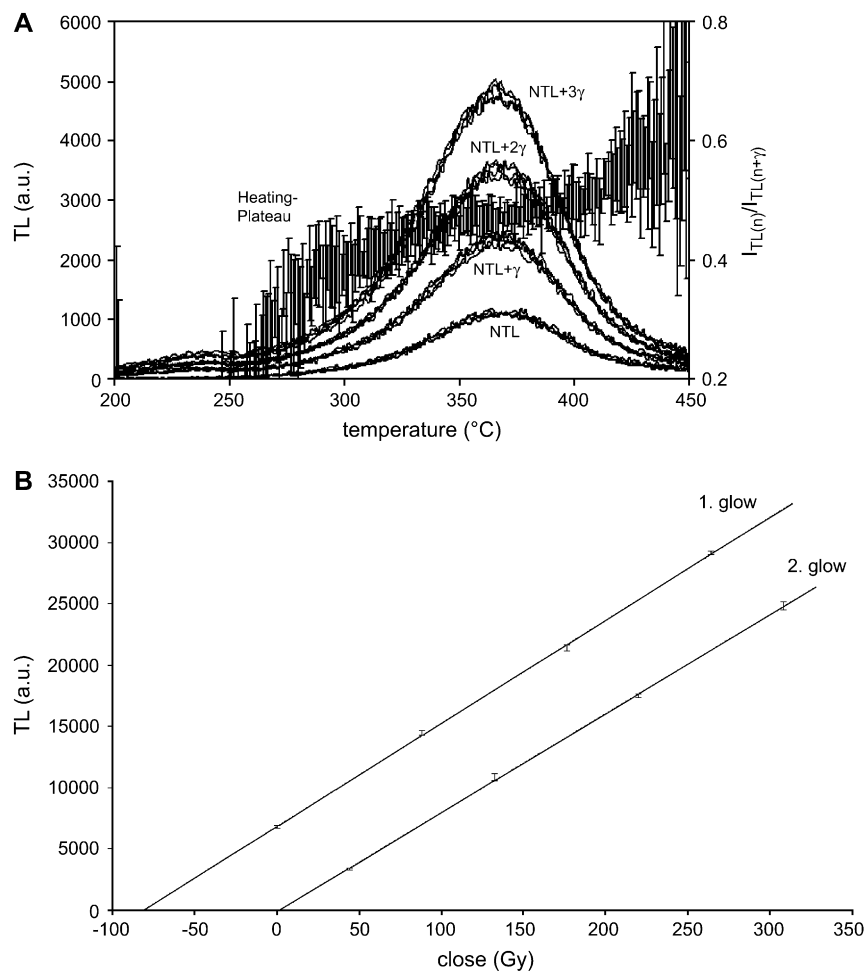 A
6000
5000
4000
3000
2000
1000
0
TL (a.u.)
0.8
0.6
0.4
0.2
I_TL(n)/I_TL(n+γ)
NTL+3γ
NTL+2γ
Heating-
Plateau
NTL+γ
NTL
200 250 300 350 400 450
temperature (°C)
B
35000
30000
25000
20000
15000
10000
5000
0
TL (a.u.)
1. glow
2. glow
-100 -50 0 50 100 150 200 250 300 350
close (Gy)